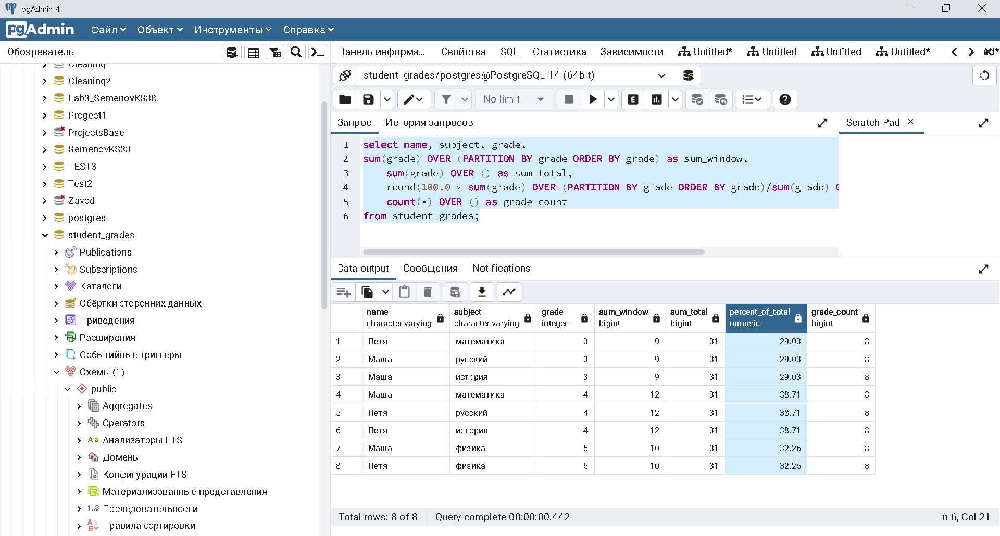 pgAdmin 4
pgAdmin Файл Объект Инструменты Справка
Обозреватель
Cleaning
Cleaning2
Lab3_SemenovKS38
Progect1
ProjectsBase
SemenovKS33
TEST3
Test2
Zavod
postgres
student_grades
Publications
Subscriptions
Каталоги
Обёртки сторонних данных
Приведения
Расширения
Событийные триггеры
Схемы (1)
public
Aggregates
Operators
Анализаторы FTS
Домены
Конфигурации FTS
Материализованные представления
1..3 Последовательности
Правила сортировки
Панель информа... Свойства SQL Статистика Зависимости Untitled* Untitled Untitled Untitled*
student_grades/postgres@PostgreSQL 14 (64bit)
No limit
Запрос История запросов
Scratch Pad
1 select name, subject, grade,
2 sum(grade) OVER (PARTITION BY grade ORDER BY grade) as sum_window,
3 sum(grade) OVER () as sum_total,
4 round(100.0 * sum(grade) OVER (PARTITION BY grade ORDER BY grade)/sum(grade)
5 count(*) OVER () as grade_count
6 from student_grades;
Data output Сообщения Notifications
name subject grade sum_window sum_total percent_of_total grade_count
character varying character varying integer bigint bigint numeric bigint
1 Петя математика 3 9 31 29.03 8
2 Маша русский 3 9 31 29.03 8
3 Маша история 3 9 31 29.03 8
4 Маша математика 4 12 31 38.71 8
5 Петя русский 4 12 31 38.71 8
6 Петя история 4 12 31 38.71 8
7 Маша физика 5 10 31 32.26 8
8 Петя физика 5 10 31 32.26 8
Total rows: 8 of 8 Query complete 00:00:00.442 Ln 6, Col 21